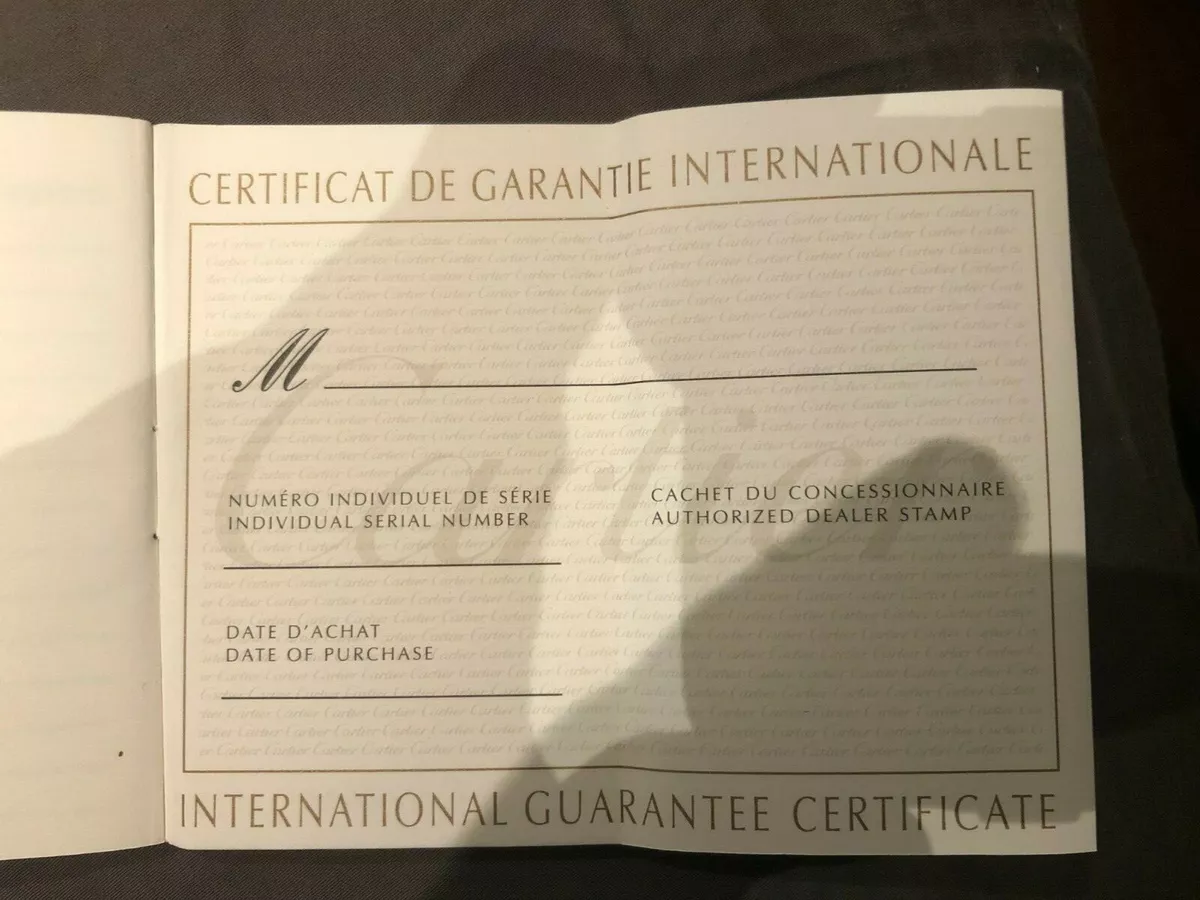 CERTIFICAT DE GARANTIE INTERNATIONALE
M
Cartier
NUMÉRO INDIVIDUEL DE SÉRIE
INDIVIDUAL SERIAL NUMBER
CACHET DU CONCESSIONNAIRE
AUTHORIZED DEALER STAMP
DATE D'ACHAT
DATE OF PURCHASE
INTERNATIONAL GUARANTEE CERTIFICATE